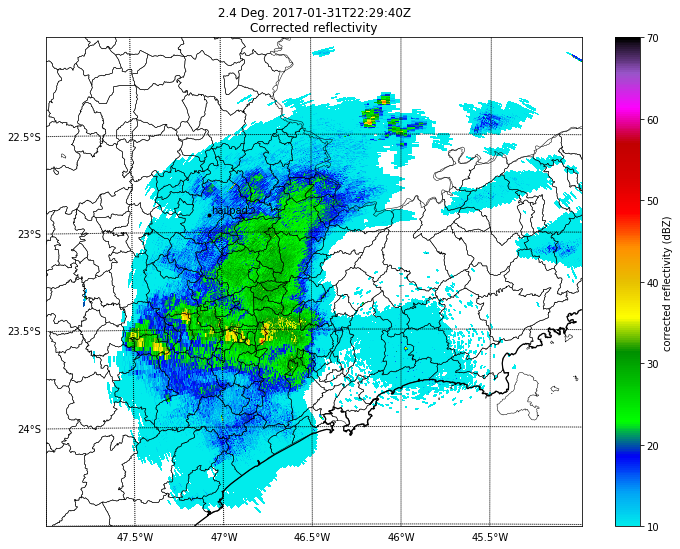 2.4 Deg. 2017-01-31T22:29:40Z
Corrected reflectivity
22.5°S
23°S
23.5°S
24°S
47.5°W
47°W
46.5°W
46°W
45.5°W
70
60
50
40
30
20
10
corrected reflectivity (dBZ)